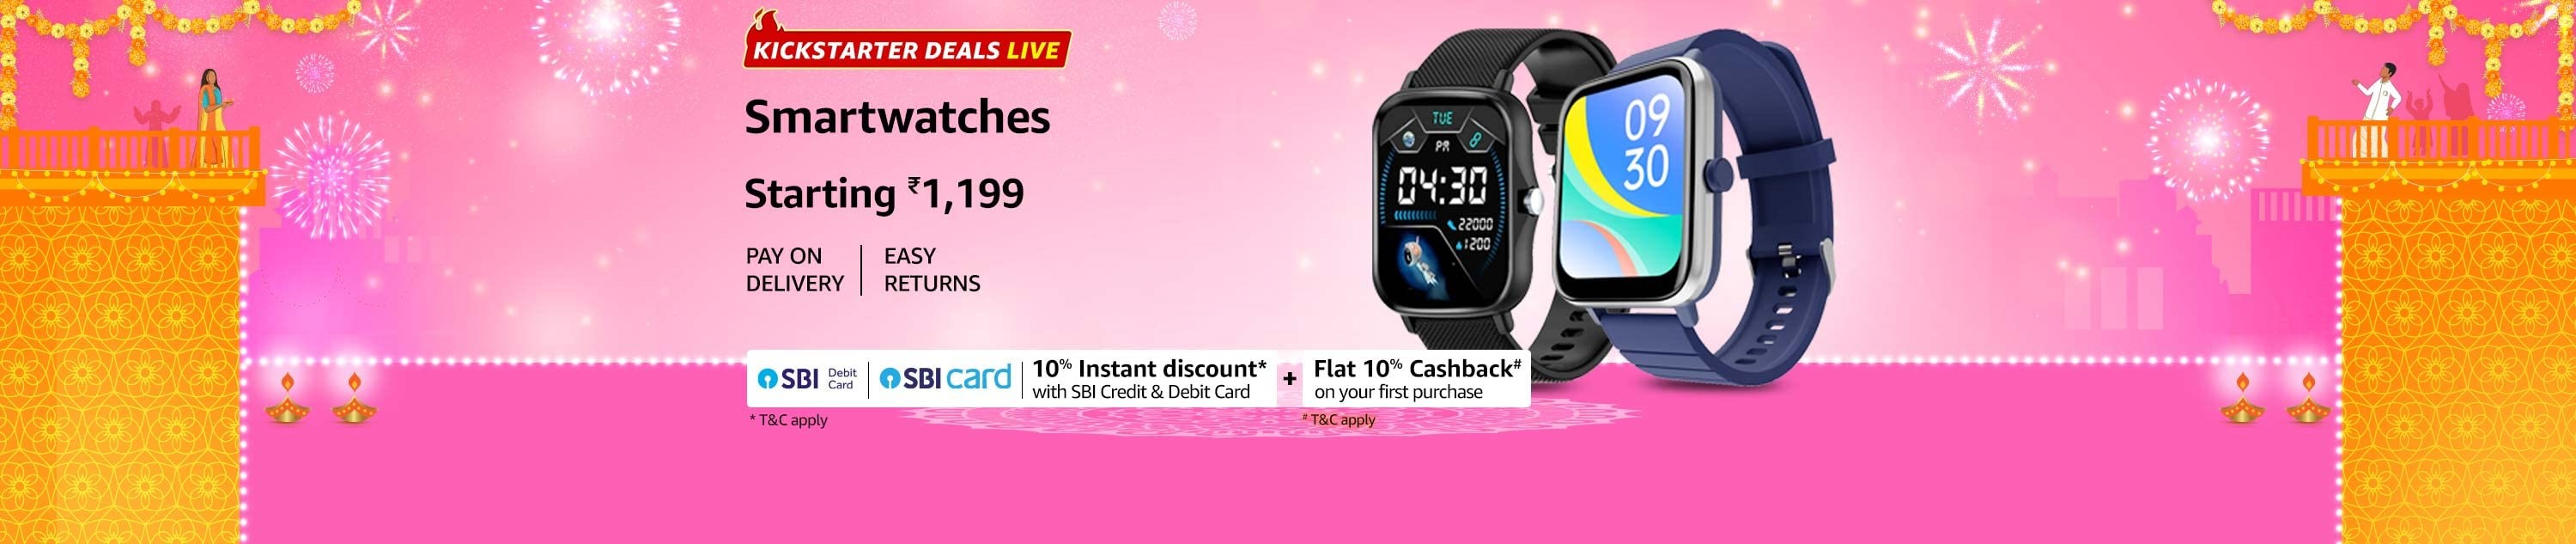 KICKSTARTER DEALS LIVE
Smartwatches
Starting ₹1,199
PAY ON
DELIVERY
EASY
RETURNS
TUE
PM
04:30
22000
1200
09
30
SBI Debit
Card
SBI card
10% Instant discount*
with SBI Credit & Debit Card
+
Flat 10% Cashback#
on your first purchase
* T&C apply
# T&C apply